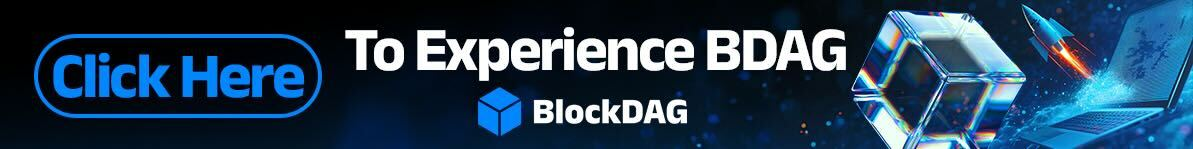 Click Here
To Experience BDAG
BlockDAG